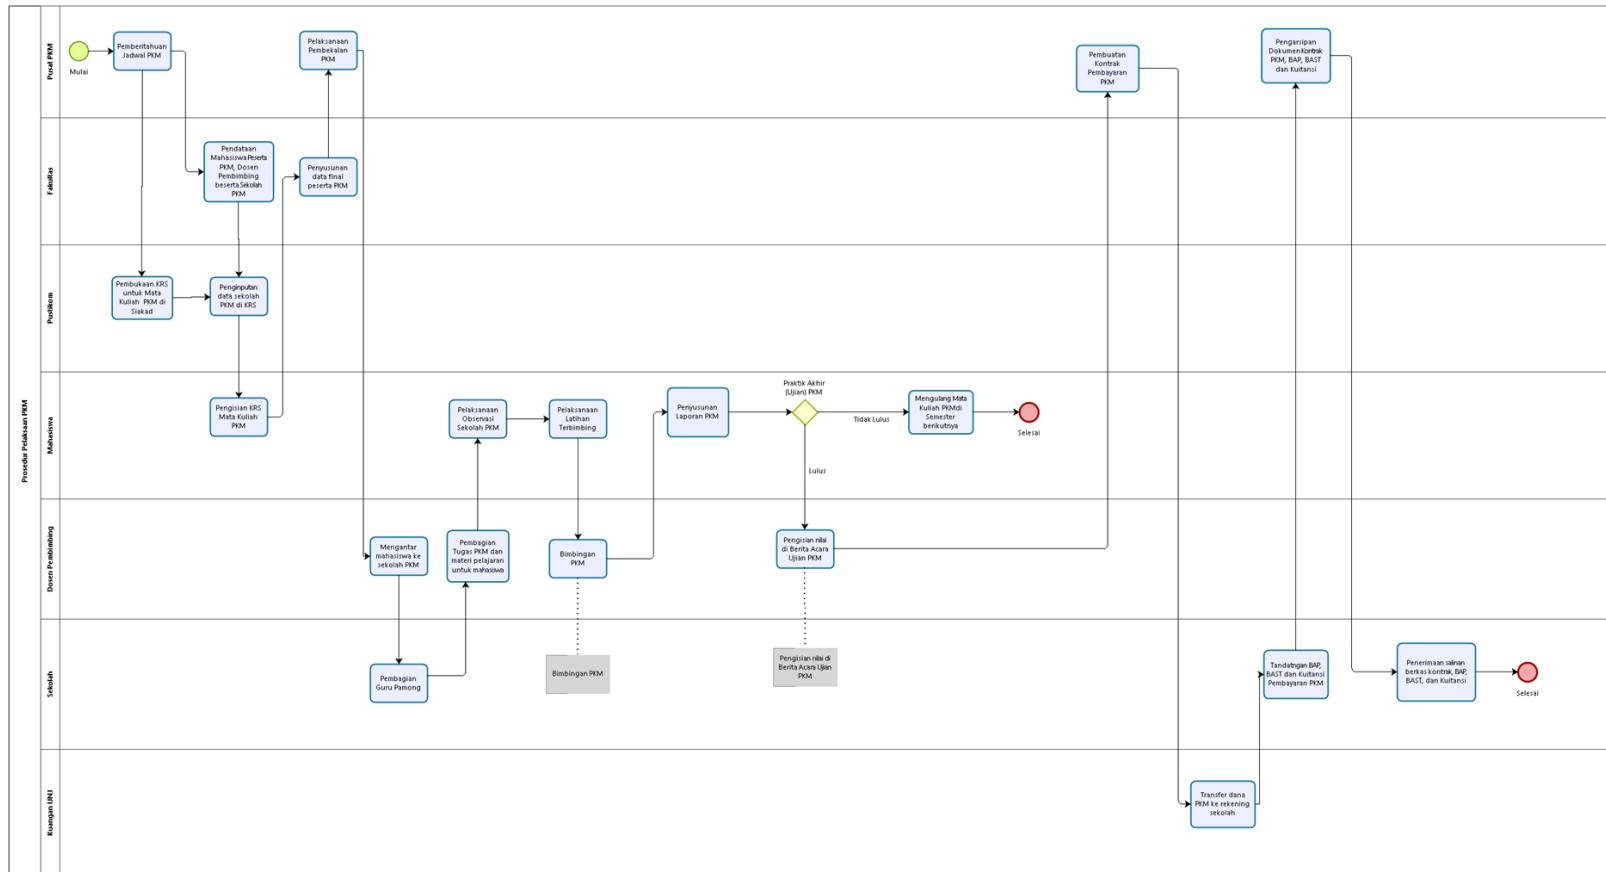 Prosedur Pelaksaan PKM
Pusat PKM
Mulai
Pemberitahuan
Jadwal PKM
Pelaksanaan
Pembekalan
PKM
Pembuatan
Kontrak
Pembayaran
PKM
Pengarsipan
Dokumen Kontrak
PKM, BAP, BAST
dan Kuitansi
Fakultas
Pendataan
Mahasiswa Peserta
PKM, Dosen
Pembimbing
beserta Sekolah
PKM
Penyusunan
data final
peserta PKM
Pustikom
Pembukaan KRS
untuk Mata
Kuliah PKM di
Siakad
Penginputan
data sekolah
PKM di KRS
Mahasiswa
Pengisian KRS
Mata Kuliah
PKM
Pelaksanaan
Observasi
Sekolah PKM
Pelaksanaan
Latihan
Terbimbing
Penyusunan
Laporan PKM
Praktik Akhir
(Ujian) PKM
Tidak Lulus
Lulus
Mengulang Mata
Kuliah PKMdi
Semester
berikutnya
Selesai
Dosen Pembimbing
Mengantar
mahasiswa ke
sekolah PKM
Pembagian
Tugas PKM dan
materi pelajaran
untuk mahasiswa
Bimbingan
PKM
Pengisian nilai
di Berita Acara
Ujian PKM
Sekolah
Pembagian
Guru Pamong
Bimbingan PKM
Pengisian nilai di
Berita Acara Ujian
PKM
Tandatngan BAP,
BAST dan Kuitansi
Pembayaran PKM
Penerimaan salinan
berkas kontrak, BAP,
BAST, dan Kuitansi
Selesai
Kuangan UNJ
Transfer dana
PKM ke rekening
sekolah